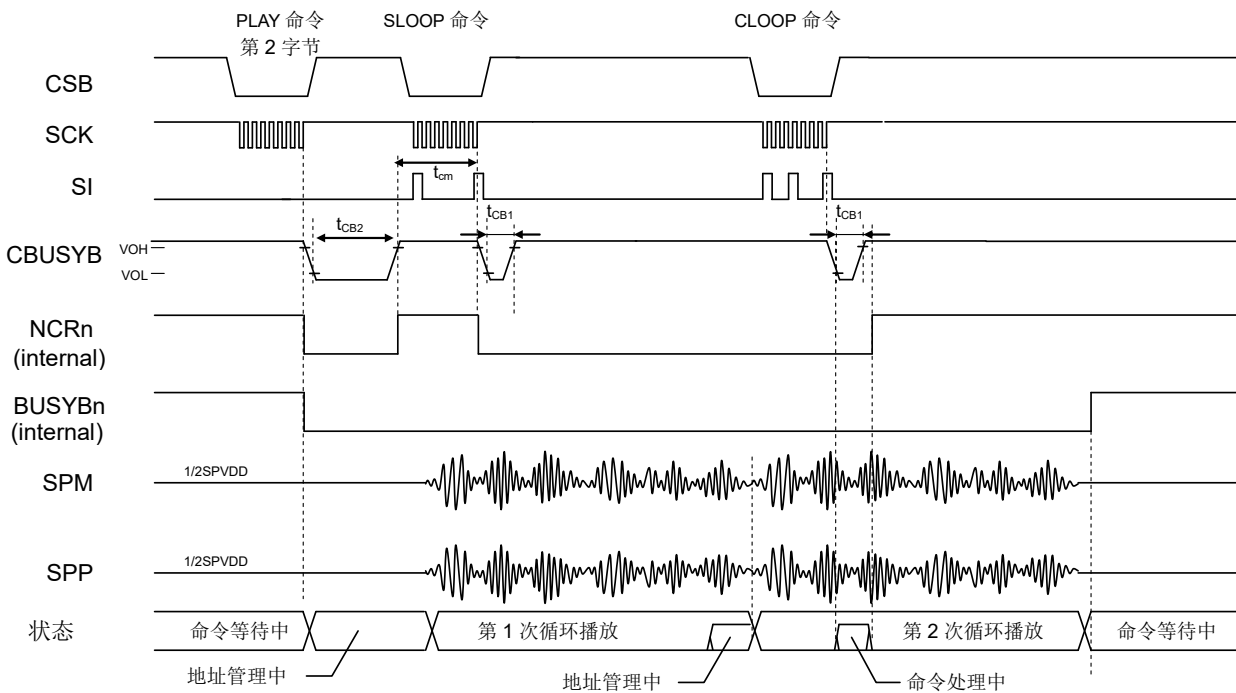 PLAY 命令
第 2 字节
SLOOP 命令
CLOOP 命令
CSB
SCK
tcm
SI
tCB2
tCB1
tCB1
CBUSYB
VOH
VOL
NCRn
(internal)
BUSYBn
(internal)
SPM
1/2SPVDD
SPP
1/2SPVDD
状态
命令等待中
第 1 次循环播放
第 2 次循环播放
命令等待中
地址管理中
地址管理中
命令处理中